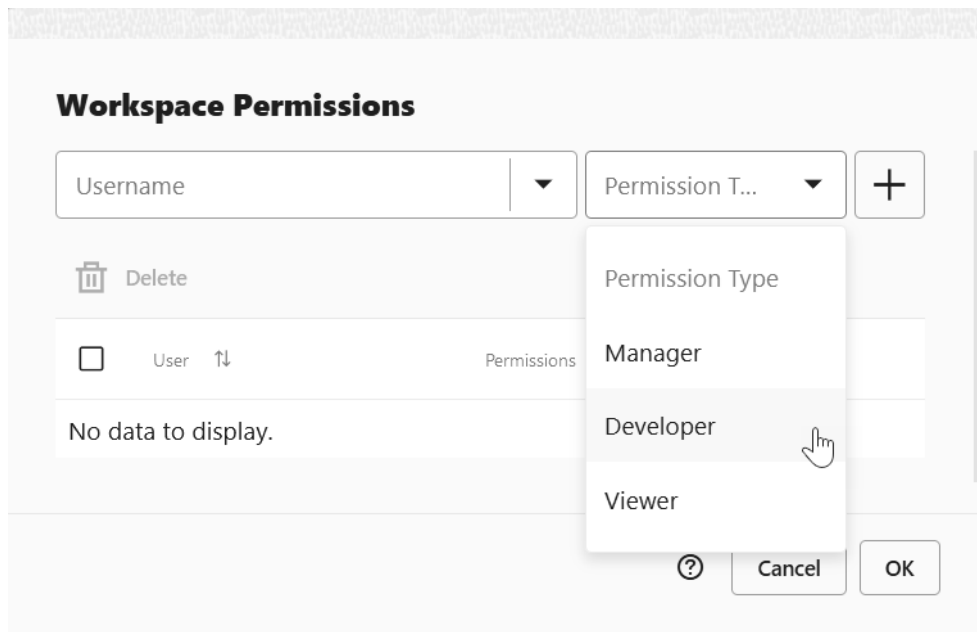 Workspace Permissions
Username
Permission T...
Delete
Permission Type
User
Permissions
Manager
No data to display.
Developer
Viewer
Cancel
OK